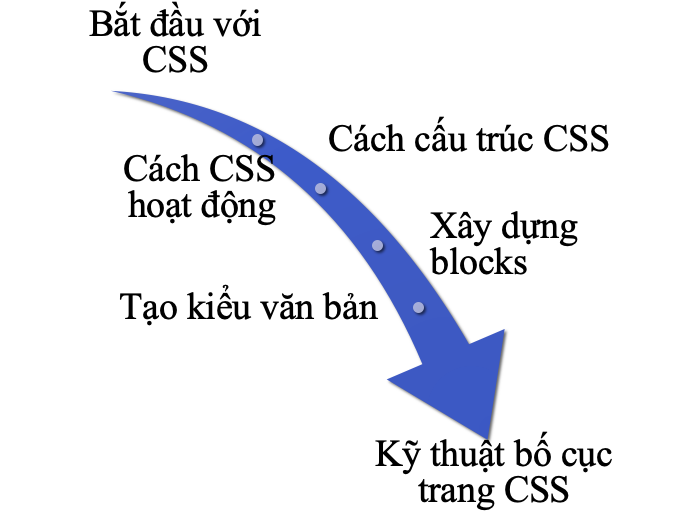 Bắt đầu với
CSS
Cách cấu trúc CSS
Cách CSS
hoạt động
Xây dựng
blocks
Tạo kiểu văn bản
Kỹ thuật bố cục
trang CSS